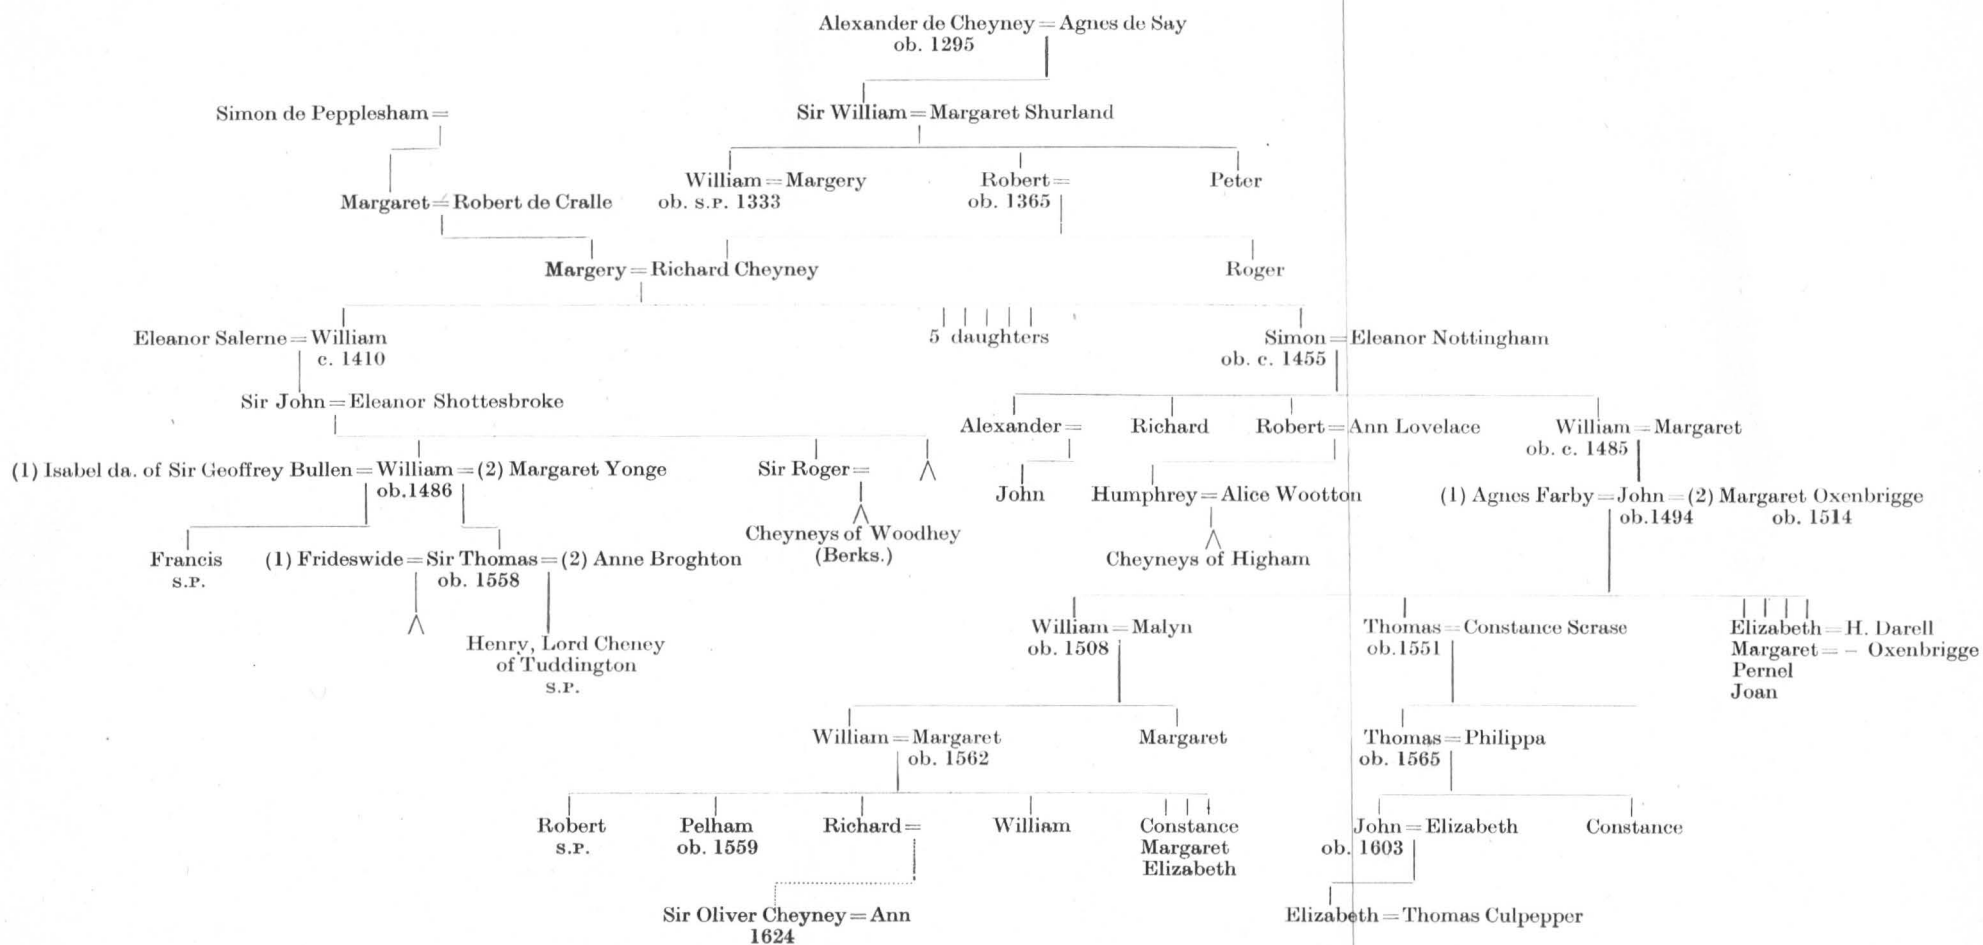 Alexander de Cheyney = Agnes de Say
ob. 1295
Simon de Pepplesham =
Sir William = Margaret Shurland
William = Margery
ob. S.P. 1333
Robert =
ob. 1365
Peter
Margaret = Robert de Cralle
Margery = Richard Cheyney
Roger
Eleanor Salerne = William
c. 1410
5 daughters
Simon = Eleanor Nottingham
ob. c. 1455
Sir John = Eleanor Shottesbroke
Alexander =
Richard
Robert = Ann Lovelace
William = Margaret
ob. c. 1485
(1) Isabel da. of Sir Geoffrey Bullen = William = (2) Margaret Yonge
ob. 1486
Sir Roger =
John
Humphrey = Alice Wootton
(1) Agnes Farby = John = (2) Margaret Oxenbrigge
ob. 1494
ob. 1514
Cheyneys of Woodhey
(Berks.)
Cheyneys of Higham
Francis
S.P.
(1) Frideswide = Sir Thomas = (2) Anne Broghton
ob. 1558
Henry, Lord Cheney
of Tuddington
S.P.
William = Malyn
ob. 1508
Thomas = Constance Scrase
ob. 1551
Elizabeth = H. Darell
Margaret = – Oxenbrigge
Pernel
Joan
William = Margaret
ob. 1562
Margaret
Thomas = Philippa
ob. 1565
Robert
S.P.
Pelham
ob. 1559
Richard =
William
Constance
Margaret
Elizabeth
John = Elizabeth
ob. 1603
Constance
Sir Oliver Cheyney = Ann
1624
Elizabeth = Thomas Culpepper